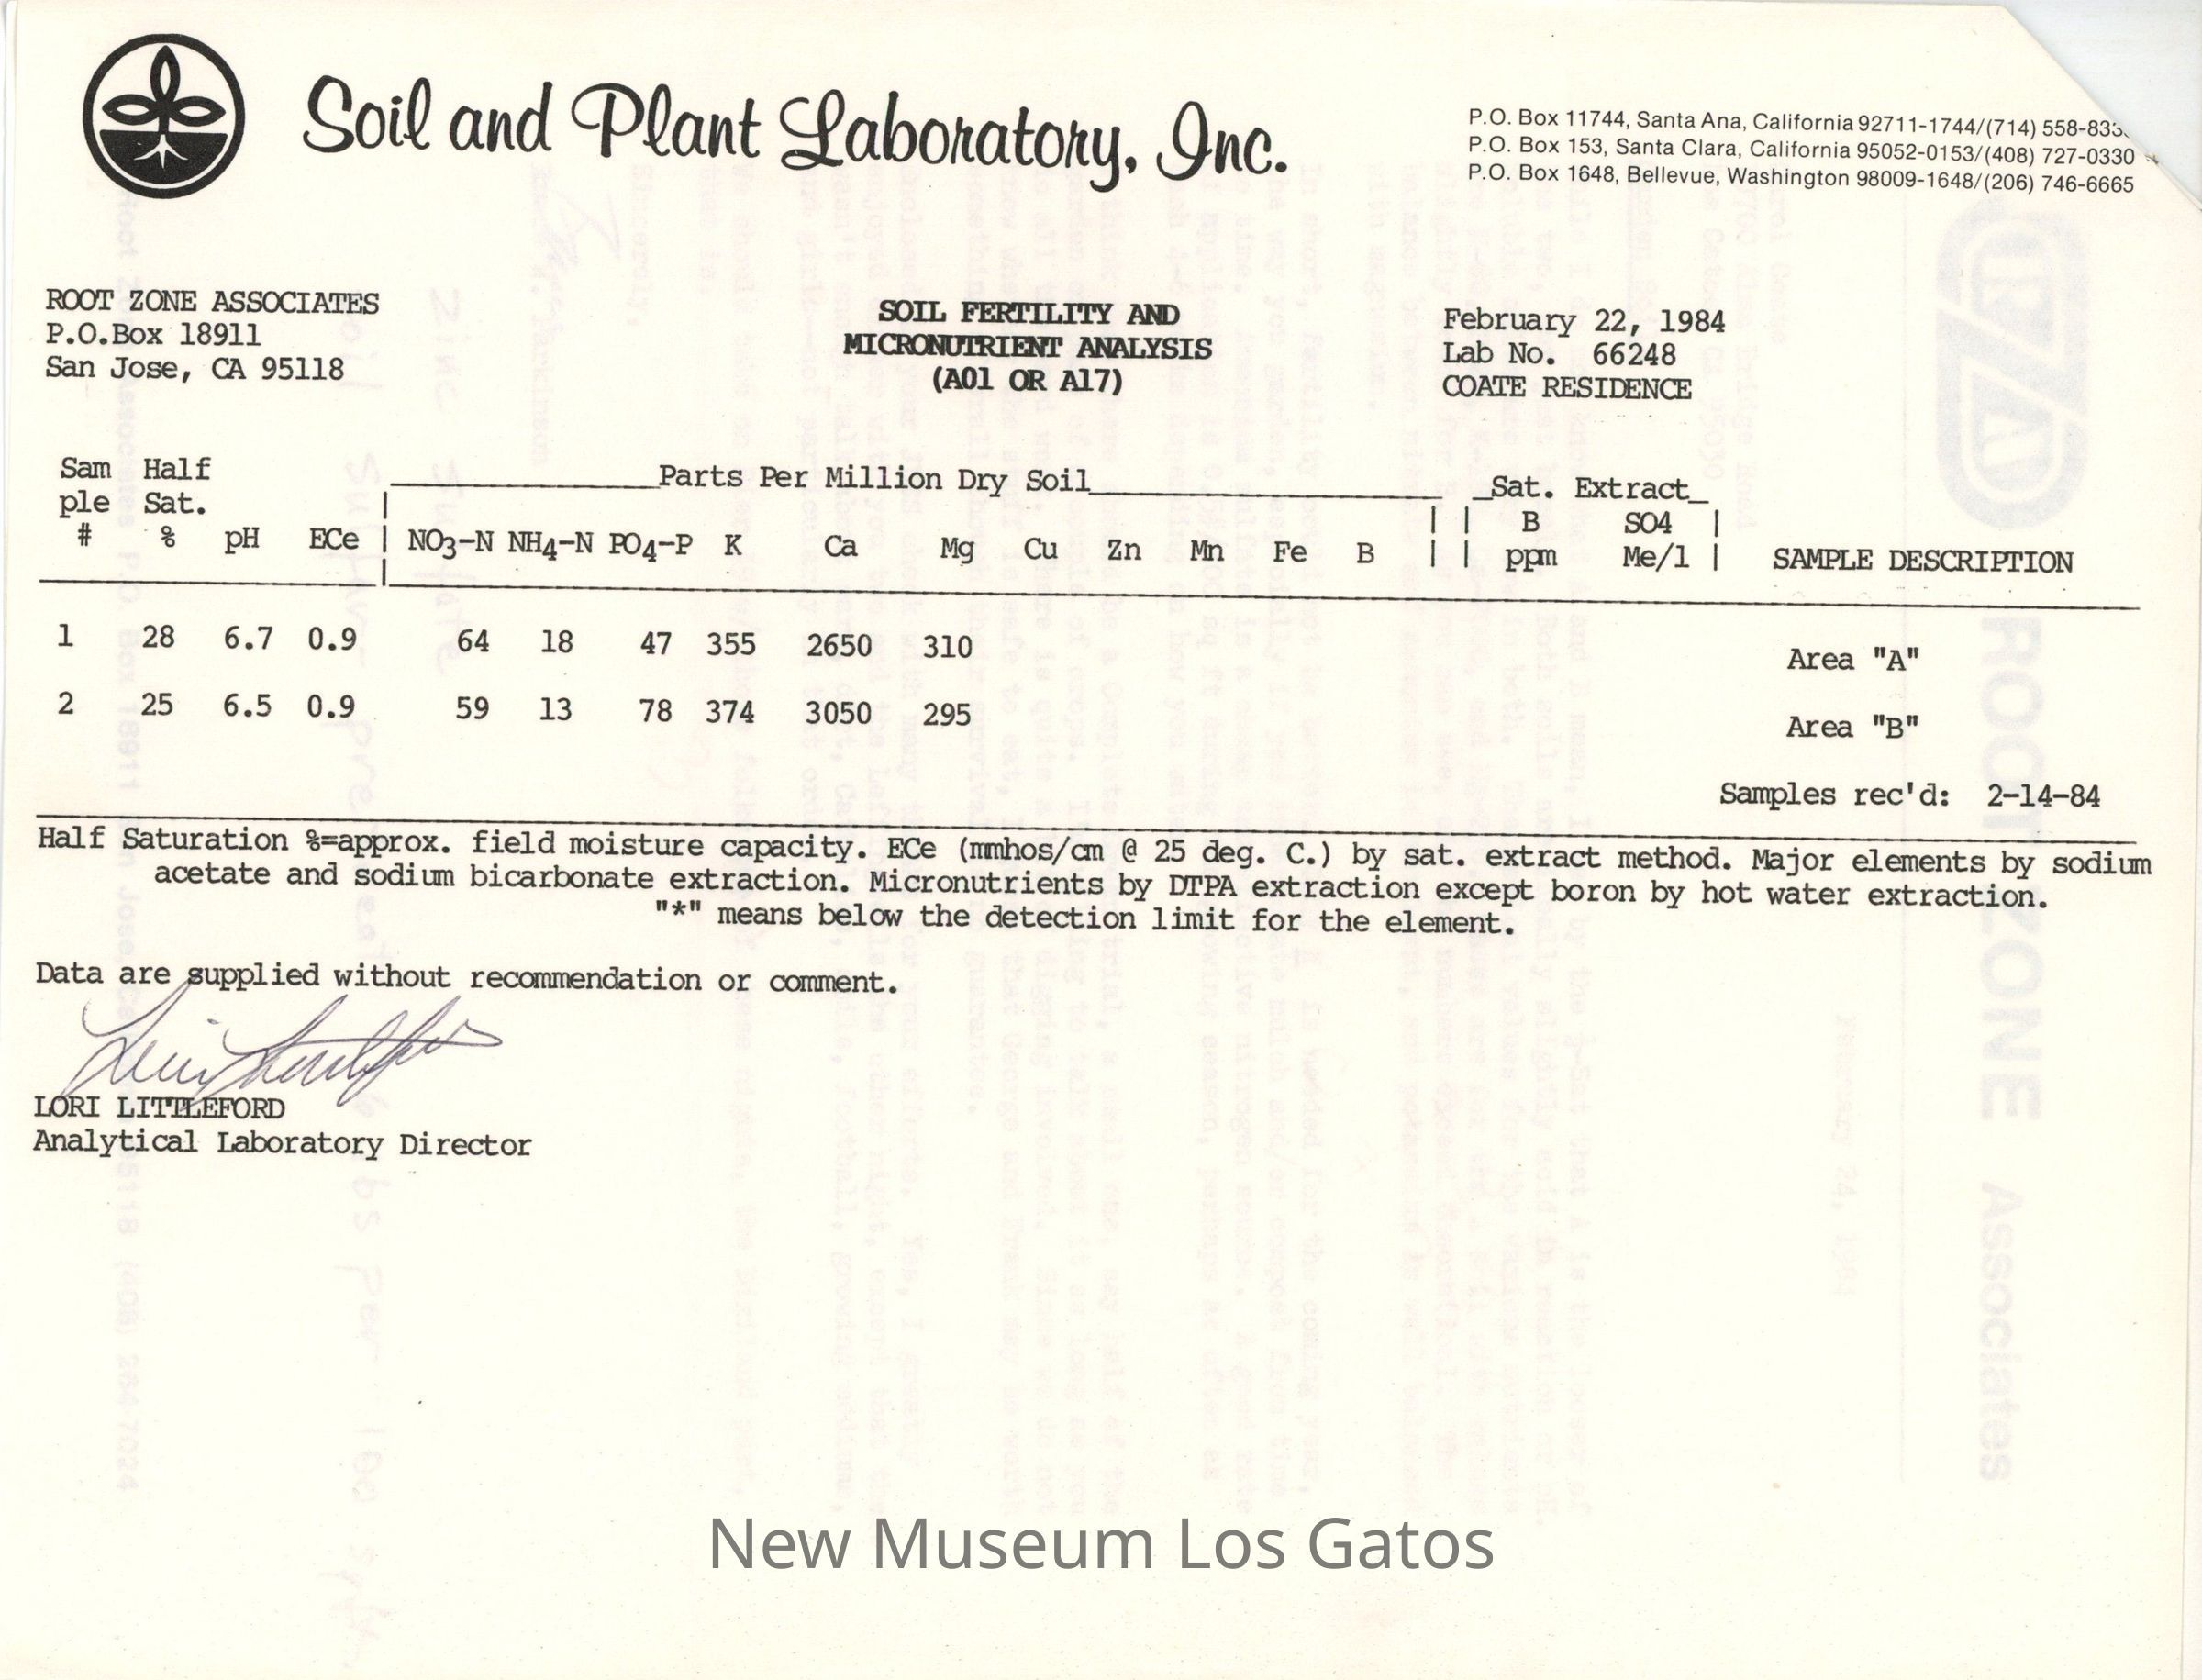 Soil and Plant Laboratory, Inc.
P.O. Box 11744, Santa Ana, California 92711-1744/(714) 558-833
P.O. Box 153, Santa Clara, California 95052-0153/(408) 727-0330
P.O. Box 1648, Bellevue, Washington 98009-1648/(206) 746-6665
ROOT ZONE ASSOCIATES
P.O.Box 18911
San Jose, CA 95118
SOIL FERTILITY AND
MICRONUTRIENT ANALYSIS
(A01 OR A17)
February 22, 1984
Lab No. 66248
COATE RESIDENCE
Sam Half
ple Sat. Parts Per Million Dry Soil Sat. Extract
B SO4
# % pH ECe NO3-N NH4-N PO4-P K Ca Mg Cu Zn Mn Fe B ppm Me/l SAMPLE DESCRIPTION
1 28 6.7 0.9 64 18 47 355 2650 310 Area "A"
2 25 6.5 0.9 59 13 78 374 3050 295 Area "B"
Samples rec'd: 2-14-84
Half Saturation %=approx. field moisture capacity. ECe (mmhos/cm @ 25 deg. C.) by sat. extract method. Major elements by sodium
acetate and sodium bicarbonate extraction. Micronutrients by DTPA extraction except boron by hot water extraction.
"*" means below the detection limit for the element.
Data are supplied without recommendation or comment.
LORI LITTLEFORD
Analytical Laboratory Director
New Museum Los Gatos